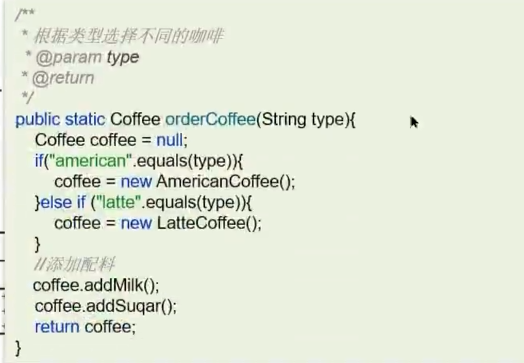 /**
* 根据类型选择不同的咖啡
* @param type
* @return
*/
public static Coffee orderCoffee(String type){
Coffee coffee = null;
if("american".equals(type)){
coffee = new AmericanCoffee();
}else if ("latte".equals(type)){
coffee = new LatteCoffee();
}
//添加配料
coffee.addMilk();
coffee.addSuqar();
return coffee;
}